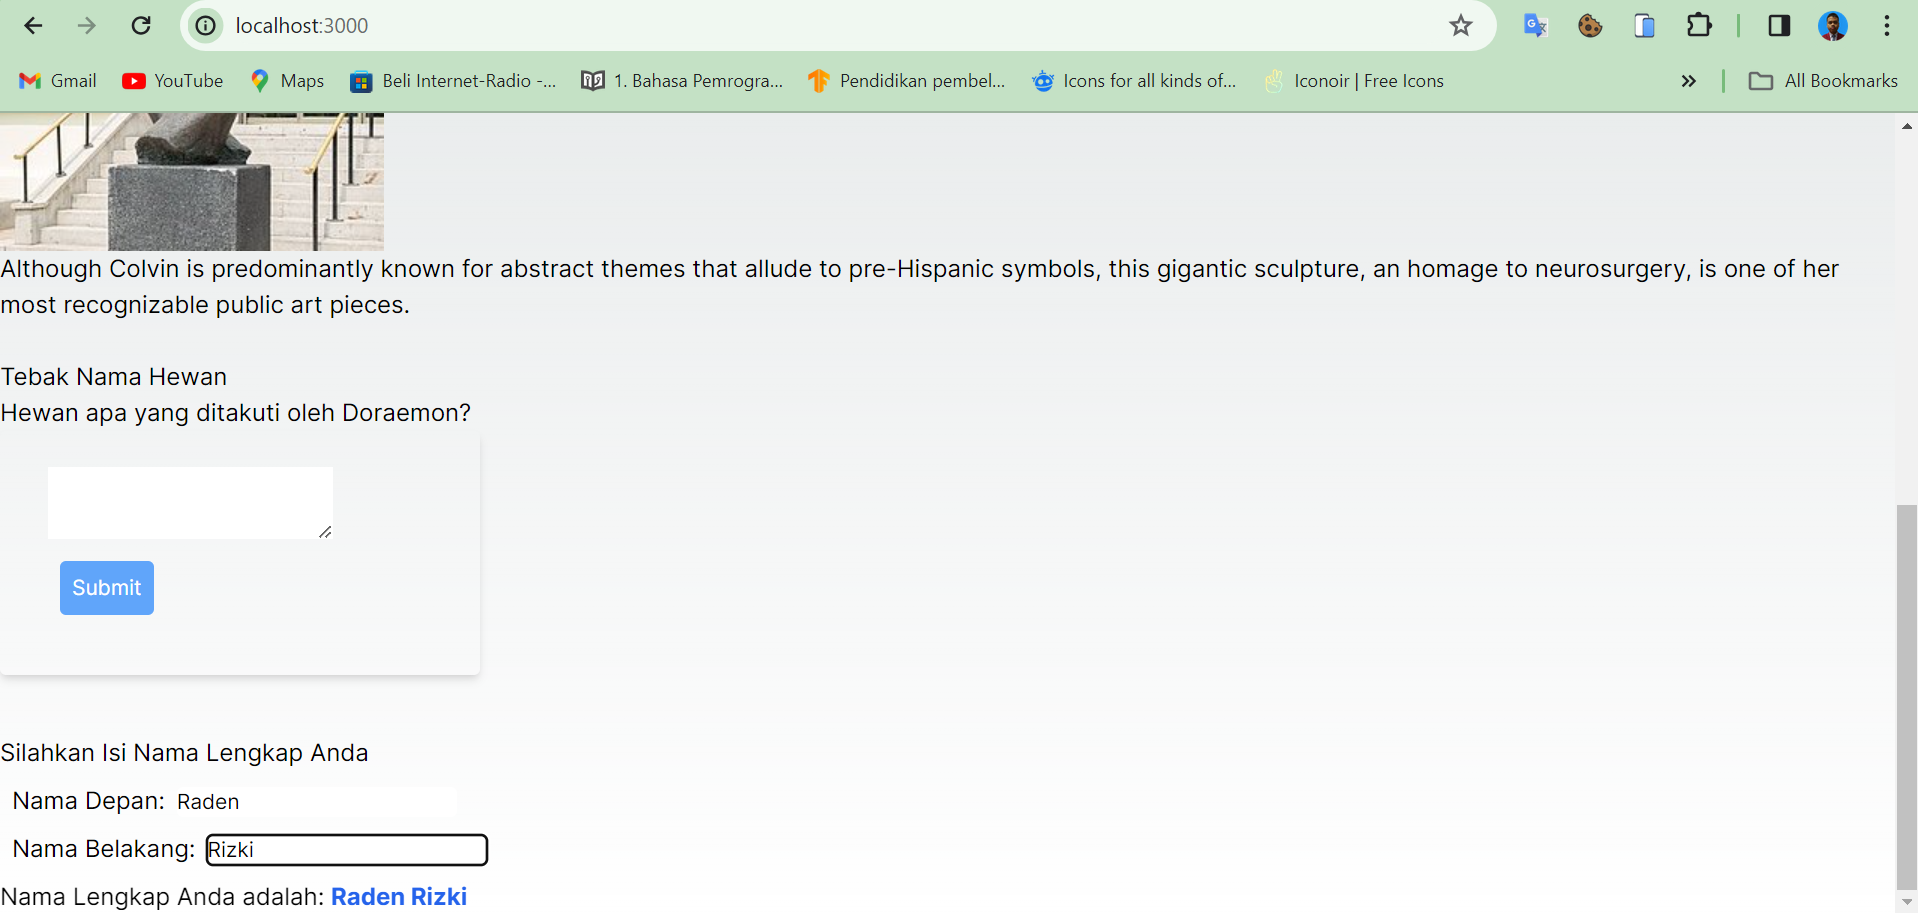 localhost:3000
Gmail YouTube Maps Beli Internet-Radio -... 1. Bahasa Pemrogra... Pendidikan pembel... Icons for all kinds of... Iconoir | Free Icons » All Bookmarks
Although Colvin is predominantly known for abstract themes that allude to pre-Hispanic symbols, this gigantic sculpture, an homage to neurosurgery, is one of her
most recognizable public art pieces.
Tebak Nama Hewan
Hewan apa yang ditakuti oleh Doraemon?
Submit
Silahkan Isi Nama Lengkap Anda
Nama Depan: Raden
Nama Belakang: Rizki
Nama Lengkap Anda adalah: Raden Rizki